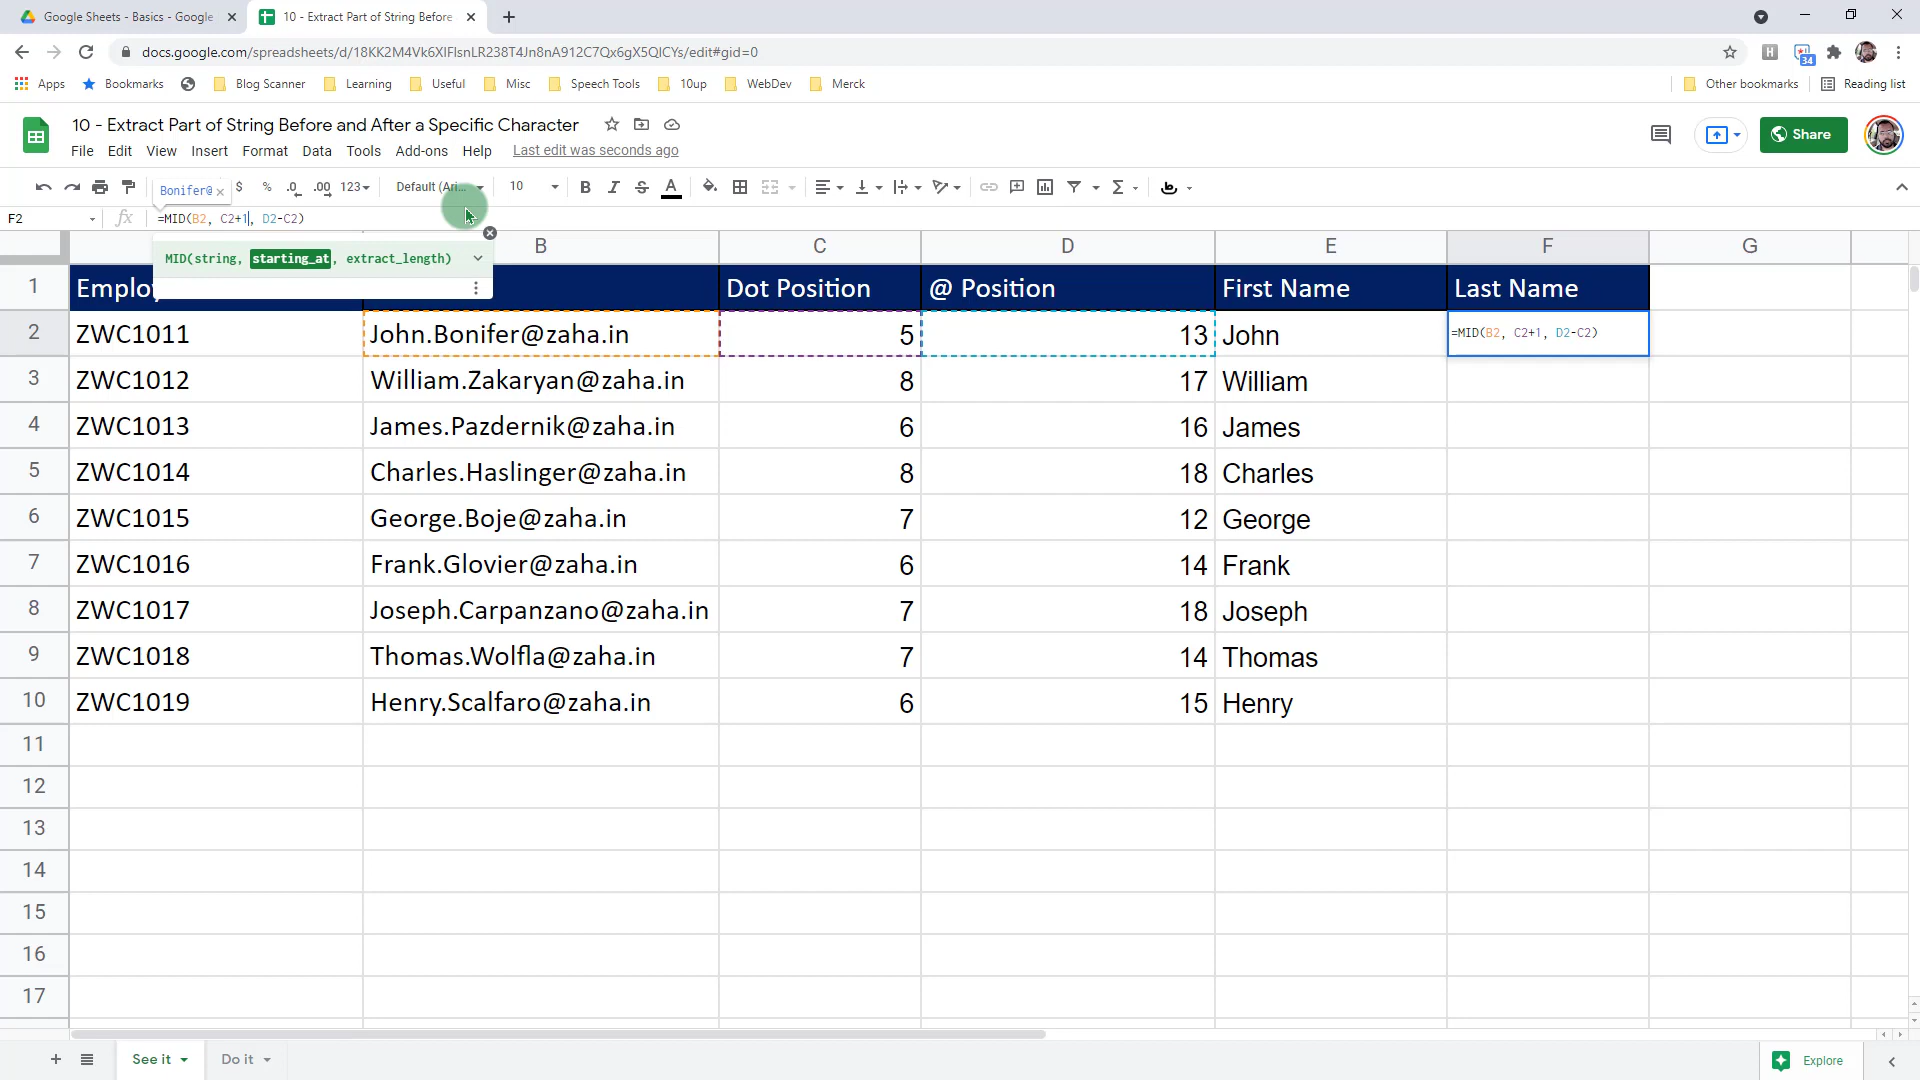 Google Sheets - Basics - Google
10 - Extract Part of String Before
docs.google.com/spreadsheets/d/18KK2M4Vk6XIFlsnLR238T4Jn8nA912C7Qx6gX5QlCYs/edit#gid=0
34
Apps Bookmarks Blog Scanner Learning Useful Misc Speech Tools 10up WebDev Merck Other bookmarks Reading list
10 - Extract Part of String Before and After a Specific Character
Share
File Edit View Insert Format Data Tools Add-ons Help Last edit was seconds ago
Bonifer@ × $ % .0 .00 123 Default (Ari... 10 B I S A
F2 fx =MID(B2, C2+1, D2-C2)
MID(string, starting_at, extract_length)
B C D E F G
1 Employ Dot Position @ Position First Name Last Name
2 ZWC1011 John.Bonifer@zaha.in 5 13 John =MID(B2, C2+1, D2-C2)
3 ZWC1012 William.Zakaryan@zaha.in 8 17 William
4 ZWC1013 James.Pazdernik@zaha.in 6 16 James
5 ZWC1014 Charles.Haslinger@zaha.in 8 18 Charles
6 ZWC1015 George.Boje@zaha.in 7 12 George
7 ZWC1016 Frank.Glovier@zaha.in 6 14 Frank
8 ZWC1017 Joseph.Carpanzano@zaha.in 7 18 Joseph
9 ZWC1018 Thomas.Wolfla@zaha.in 7 14 Thomas
10 ZWC1019 Henry.Scalfaro@zaha.in 6 15 Henry
11
12
13
14
15
16
17
See it Do it Explore